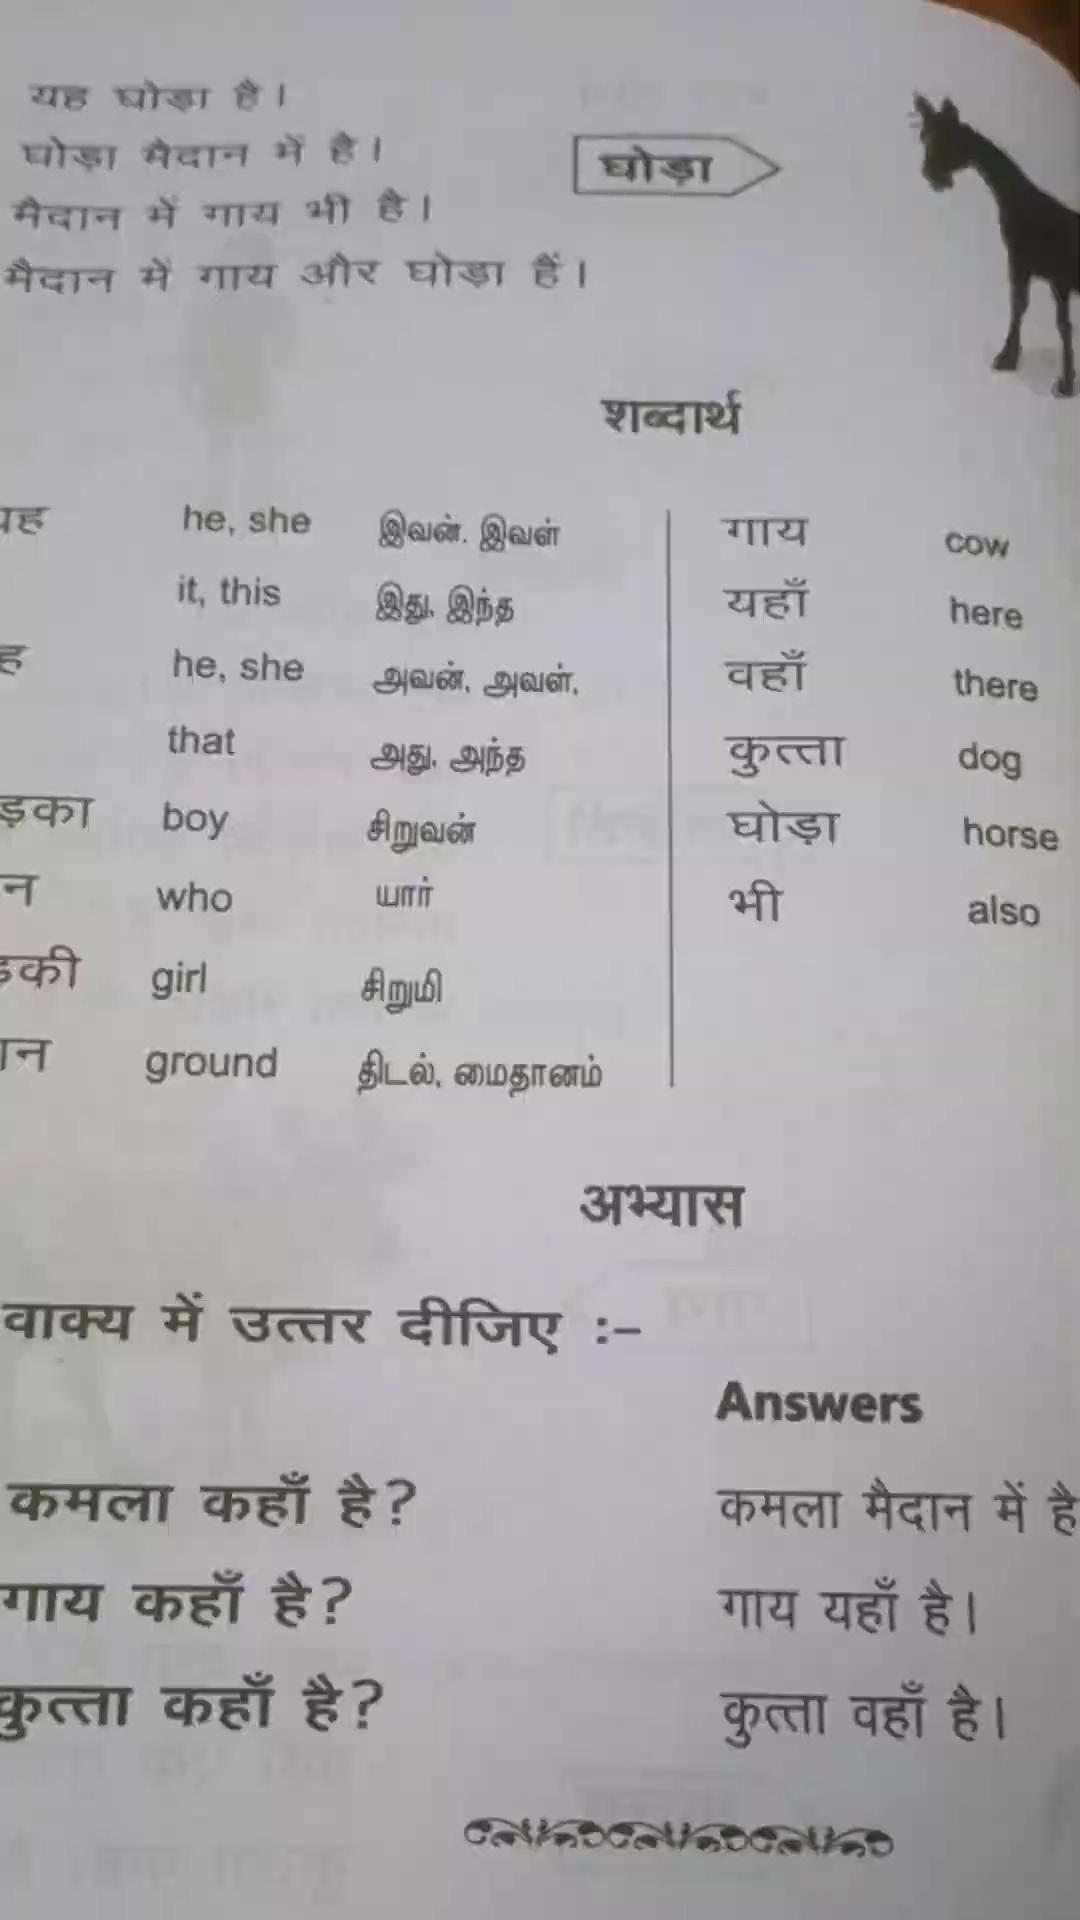 यह घोड़ा है।
घोड़ा मैदान में है।
घोड़ा
मैदान में गाय भी है।
मैदान में गाय और घोड़ा हैं।
शब्दार्थ
he, she இவன். இவள்
it, this இது, இந்த
he, she அவன், அவள்,
that அது, அந்த
boy சிறுவன்
who யார்
girl சிறுமி
ground திடல், மைதானம்
गाय cow
यहाँ here
वहाँ there
कुत्ता dog
घोड़ा horse
भी also
अभ्यास
वाक्य में उत्तर दीजिए :–
Answers
कमला कहाँ है? कमला मैदान में है
गाय कहाँ है? गाय यहाँ है।
कुत्ता कहाँ है? कुत्ता वहाँ है।